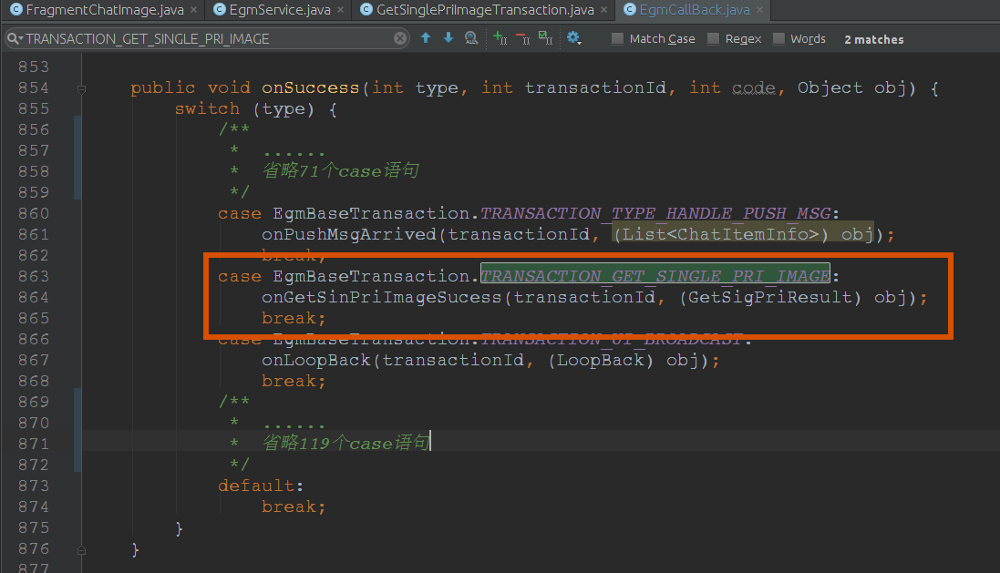 FragmentChatImage.java × EgmService.java × GetSinglePriImageTransaction.java × EgmCallBack.java ×
TRANSACTION_GET_SINGLE_PRI_IMAGE Match Case Regex Words 2 matches
853
854 public void onSuccess(int type, int transactionId, int code, Object obj) {
855 switch (type) {
856 /**
857 * ......
858 * 省略71个case语句
859 */
860 case EgmBaseTransaction.TRANSACTION_TYPE_HANDLE_PUSH_MSG:
861 onPushMsgArrived(transactionId, (List<ChatItemInfo>) obj);
862 break;
863 case EgmBaseTransaction.TRANSACTION_GET_SINGLE_PRI_IMAGE:
864 onGetSinPriImageSucess(transactionId, (GetSigPriResult) obj);
865 break;
866 case EgmBaseTransaction.TRANSACTION_UI_BROADCAST:
867 onLoopBack(transactionId, (LoopBack) obj);
868 break;
869 /**
870 * ......
871 * 省略119个case语句
872 */
873 default:
874 break;
875 }
876 }
877